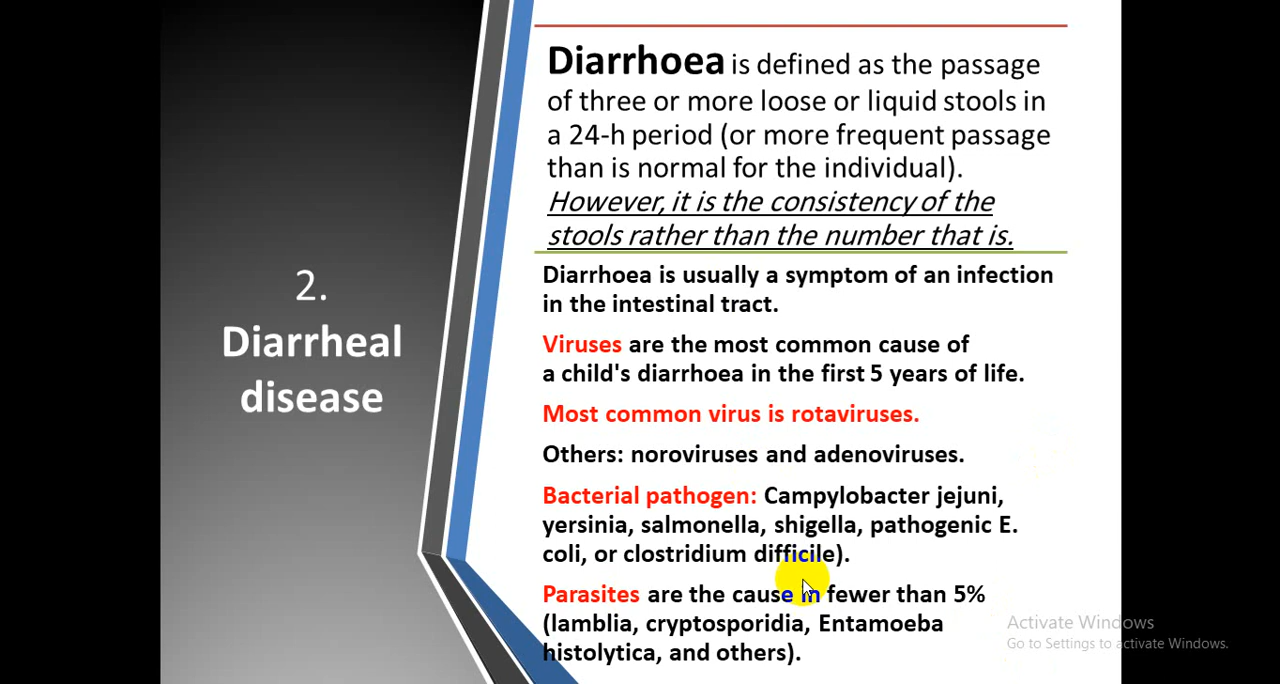 2.
Diarrheal
disease
Diarrhoea is defined as the passage
of three or more loose or liquid stools in
a 24-h period (or more frequent passage
than is normal for the individual).
However, it is the consistency of the
stools rather than the number that is.
Diarrhoea is usually a symptom of an infection
in the intestinal tract.
Viruses are the most common cause of
a child's diarrhoea in the first 5 years of life.
Most common virus is rotaviruses.
Others: noroviruses and adenoviruses.
Bacterial pathogen: Campylobacter jejuni,
yersinia, salmonella, shigella, pathogenic E.
coli, or clostridium difficile).
Parasites are the cause in fewer than 5%
(lamblia, cryptosporidia, Entamoeba
histolytica, and others).
Activate Windows
Go to Settings to activate Windows.